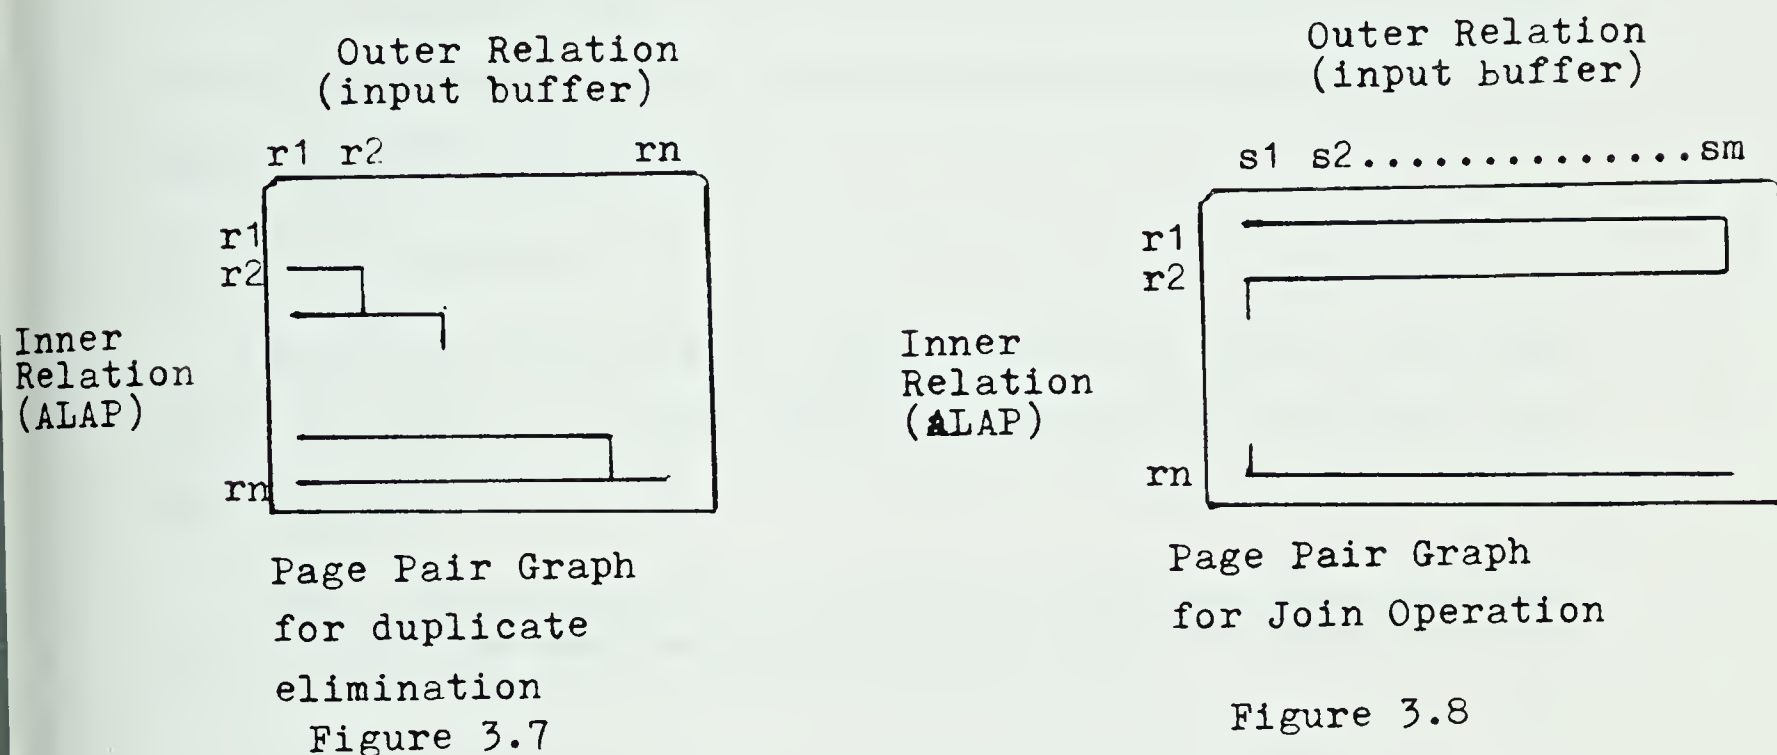 Outer Relation
(input buffer)
r1 r2 rn
r1
r2
Inner
Relation
(ALAP)
rn
Page Pair Graph
for duplicate
elimination
Figure 3.7
Outer Relation
(input buffer)
s1 s2..............sm
r1
r2
Inner
Relation
(ALAP)
rn
Page Pair Graph
for Join Operation
Figure 3.8